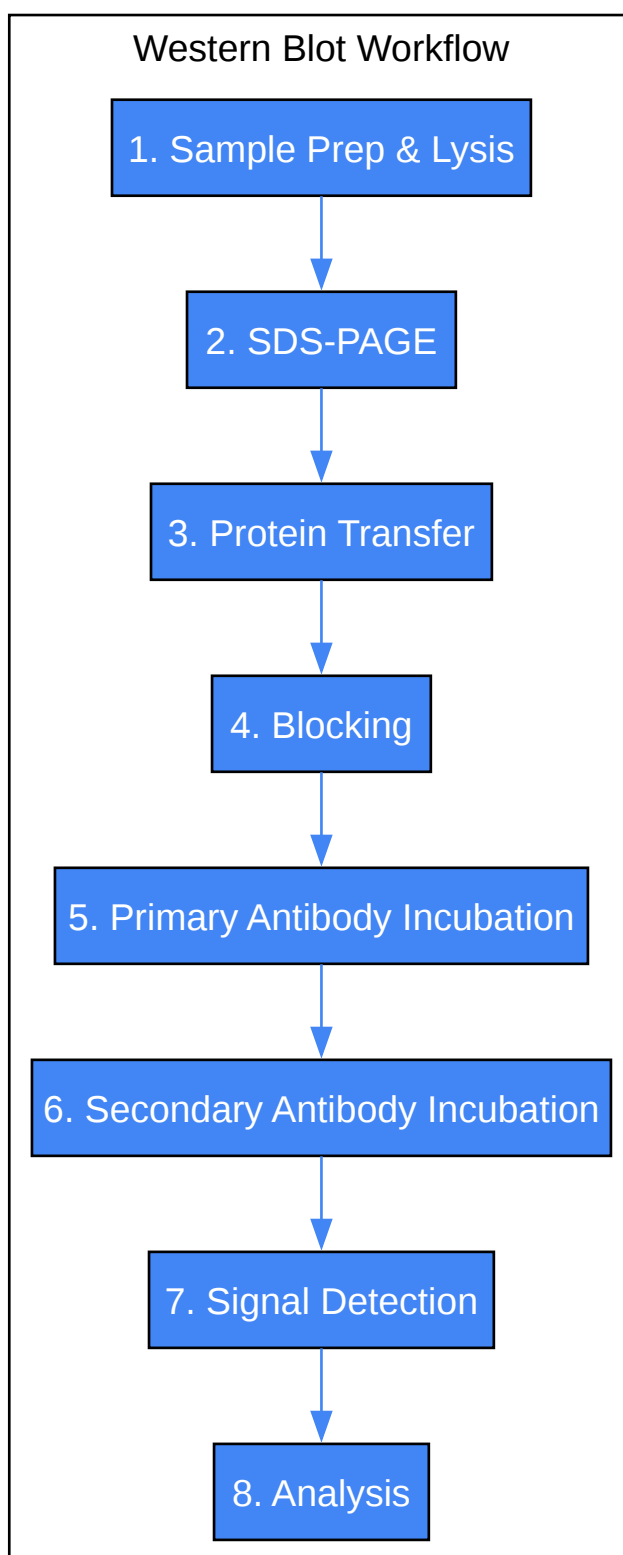 Western Blot Workflow
1. Sample Prep & Lysis
2. SDS-PAGE
3. Protein Transfer
4. Blocking
5. Primary Antibody Incubation
6. Secondary Antibody Incubation
7. Signal Detection
8. Analysis